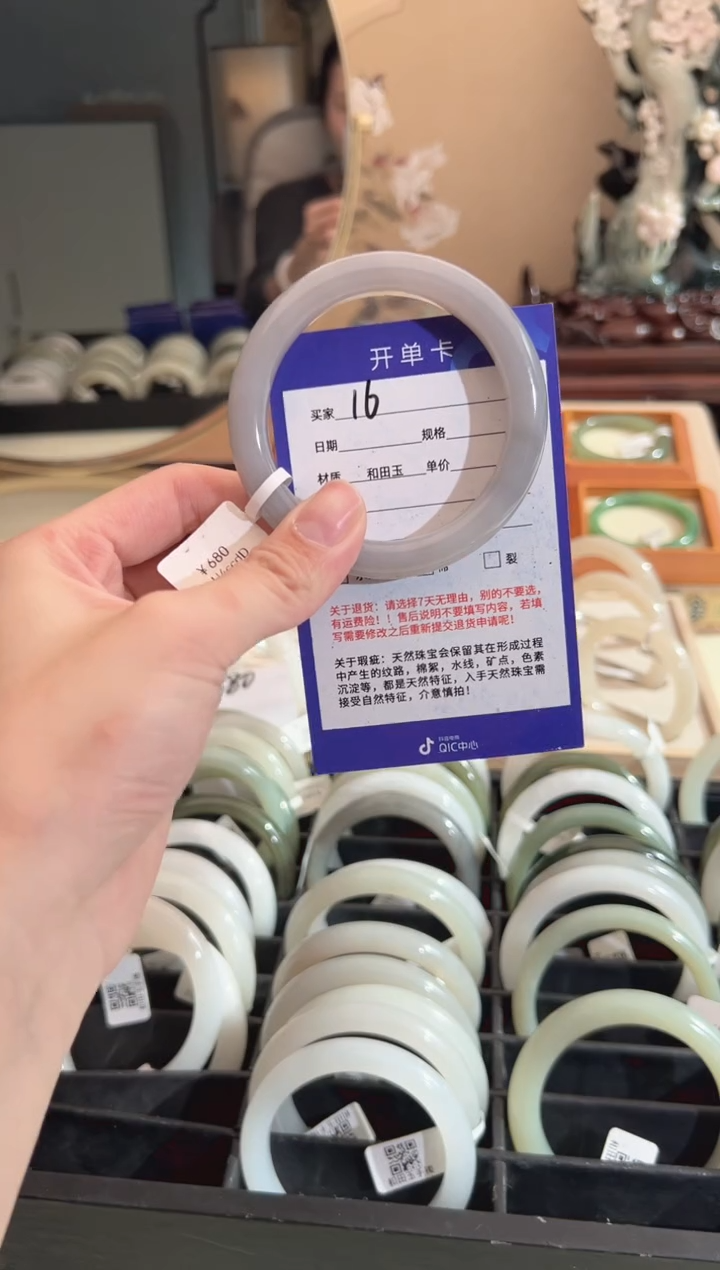 开单卡
买家 16
日期 规格
材质 和田玉 单价
裂
¥680
关于退货：请选择7天无理由，别的不要选，
有运费险！！售后说明不要填写内容，若填
写需要修改之后重新提交退货申请呢！
关于瑕疵：天然珠宝会保留其在形成过程
中产生的纹路，棉絮，水线，矿点，色素
沉淀等，都是天然特征，入手天然珠宝需
接受自然特征，介意慎拍！
抖音电商
QIC中心